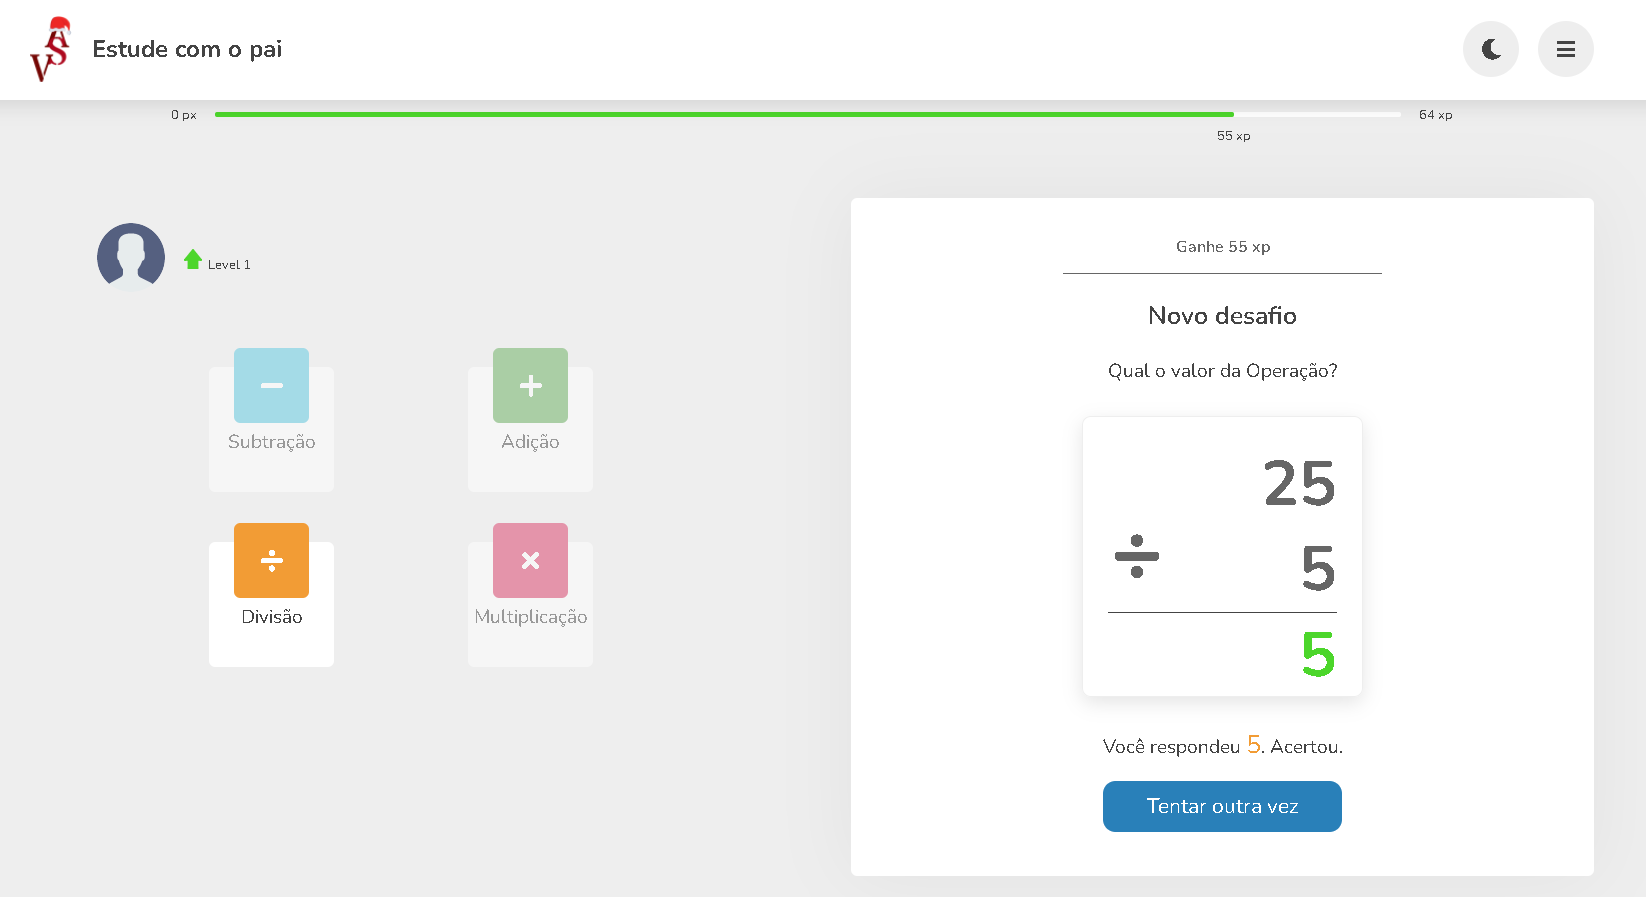 VAS
Estude com o pai
0 px
64 xp
55 xp
Level 1
Subtração
Adição
Divisão
Multiplicação
Ganhe 55 xp
Novo desafio
Qual o valor da Operação?
25
÷ 5
5
Você respondeu 5. Acertou.
Tentar outra vez